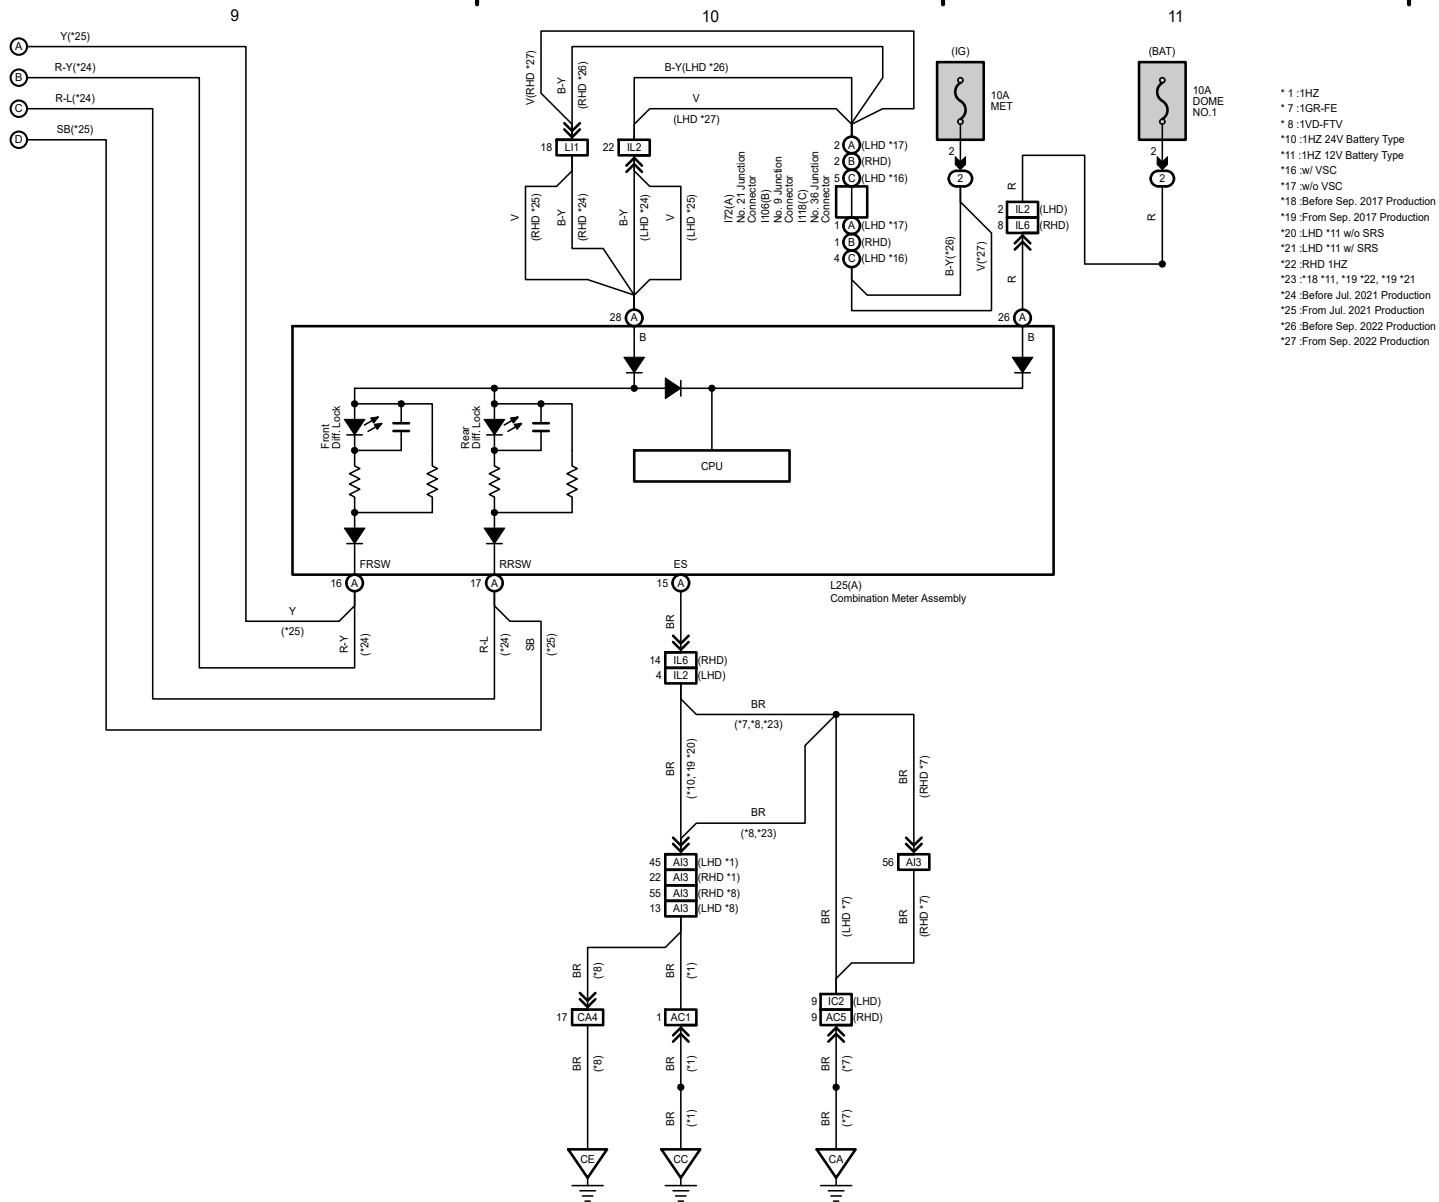 9
10
11
A
Y(*25)
B
R-Y(*24)
C
R-L(*24)
D
SB(*25)
V(RHD *27)
B-Y
(RHD *26)
B-Y(LHD *26)
V
(LHD *27)
18
LI1
22
IL2
V
(RHD *25)
B-Y
(RHD *24)
B-Y
(LHD *24)
V
(LHD *25)
I72(A)
No. 21 Junction
Connector
I106(B)
No. 9 Junction
Connector
I118(C)
No. 36 Junction
Connector
2 A (LHD *17)
2 B (RHD)
5 C (LHD *16)
1 A (LHD *17)
1 B (RHD)
4 C (LHD *16)
(IG)
10A
MET
2
2
B-Y(*26)
V(*27)
(BAT)
10A
DOME
NO.1
2
2
R
R
2 IL2 (LHD)
8 IL6 (RHD)
R
* 1 :1HZ
* 7 :1GR-FE
* 8 :1VD-FTV
*10 :1HZ 24V Battery Type
*11 :1HZ 12V Battery Type
*16 :w/ VSC
*17 :w/o VSC
*18 :Before Sep. 2017 Production
*19 :From Sep. 2017 Production
*20 :LHD *11 w/o SRS
*21 :LHD *11 w/ SRS
*22 :RHD 1HZ
*23 :*18 *11, *19 *22, *19 *21
*24 :Before Jul. 2021 Production
*25 :From Jul. 2021 Production
*26 :Before Sep. 2022 Production
*27 :From Sep. 2022 Production
28 A
B
26 A
B
Front
Diff. Lock
Rear
Diff. Lock
CPU
FRSW
RRSW
ES
16 A
17 A
15 A
L25(A)
Combination Meter Assembly
Y
(*25)
R-Y
(*24)
R-L
(*24)
SB
(*25)
BR
14 IL6 (RHD)
4 IL2 (LHD)
BR
(*7,*8,*23)
BR
(*10,*19 *20)
BR
(*8,*23)
BR
(RHD *7)
45 AI3 (LHD *1)
22 AI3 (RHD *1)
55 AI3 (RHD *8)
13 AI3 (LHD *8)
56 AI3
BR
(LHD *7)
BR
(RHD *7)
BR
(*8)
BR
(*1)
17 CA4
1 AC1
9 IC2 (LHD)
9 AC5 (RHD)
BR
(*8)
BR
(*1)
BR
(*7)
BR
(*1)
BR
(*7)
CE
CC
CA